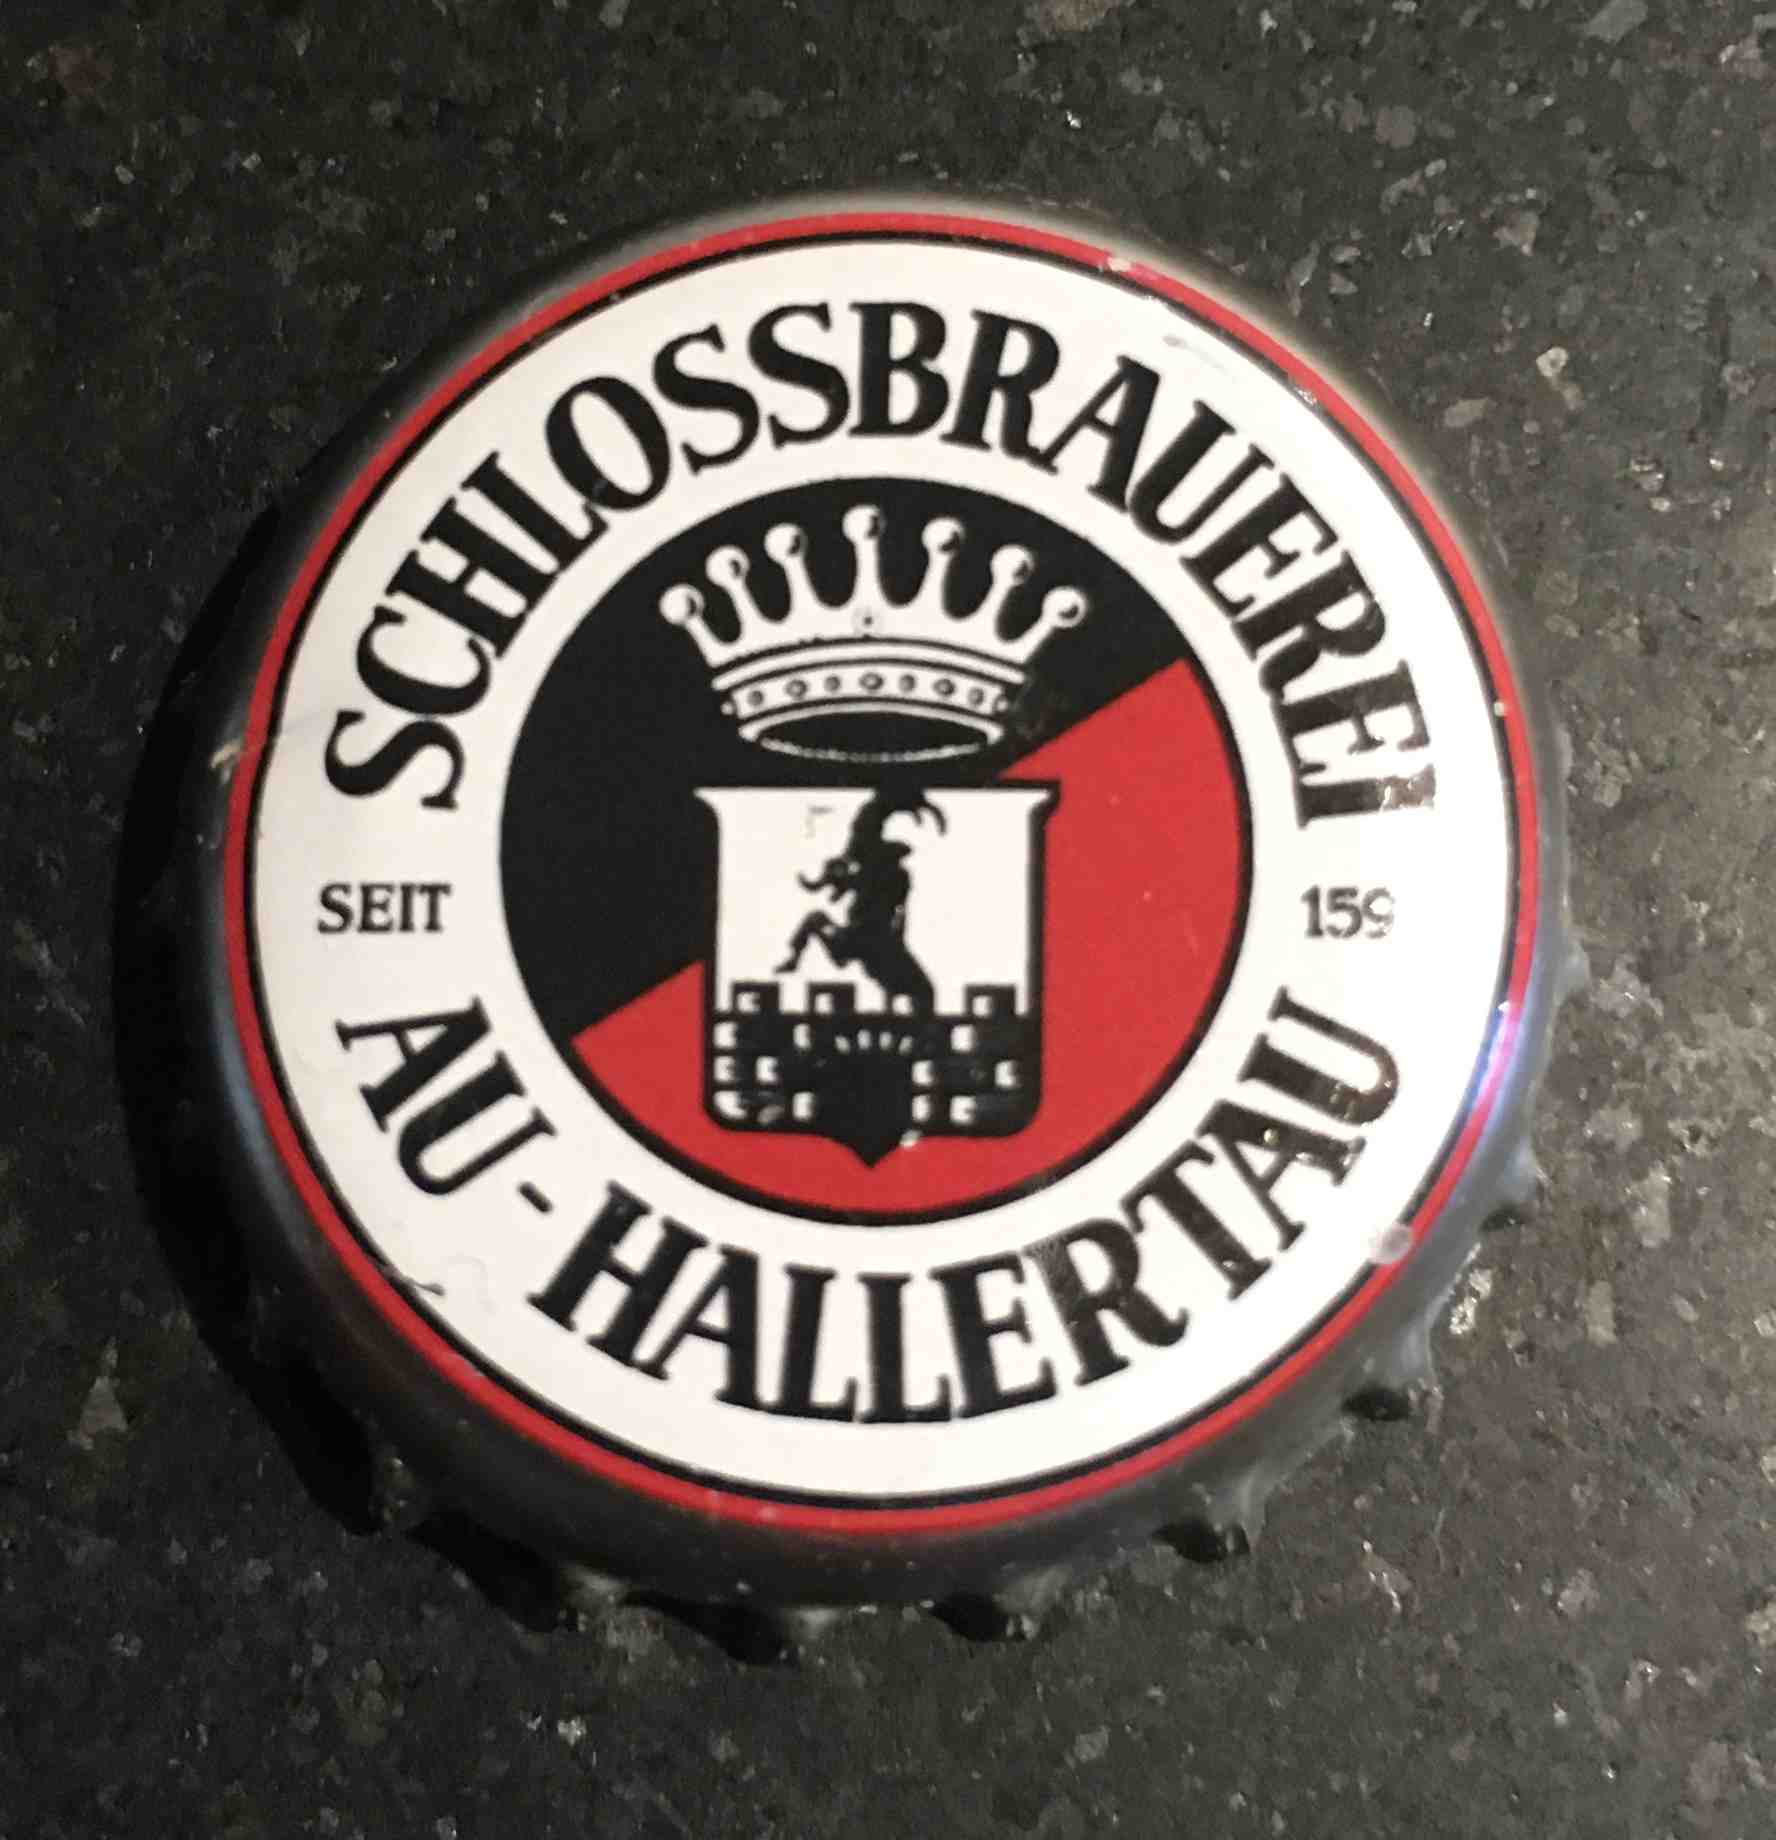 SCHLOSSBRAUEREI
SEIT 159
AU - HALLERTAU